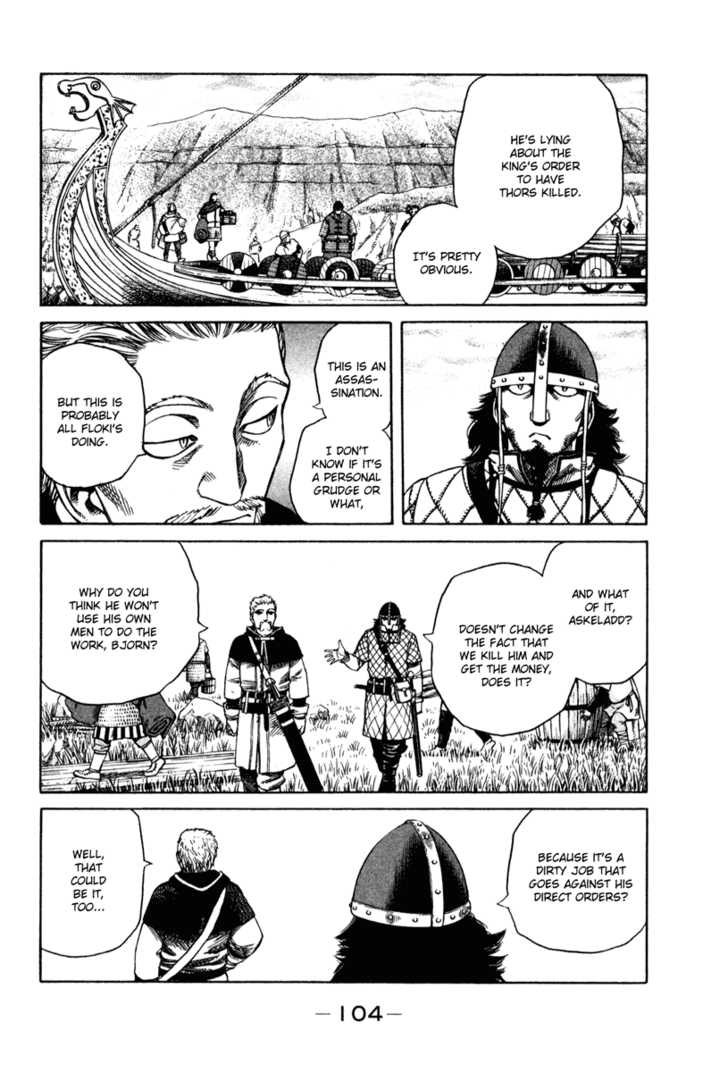 HE'S LYING
ABOUT THE
KING'S ORDER
TO HAVE
THORS KILLED.
IT'S PRETTY
OBVIOUS.
THIS IS AN
ASSAS-
SINATION.
I DON'T
KNOW IF IT'S
A PERSONAL
GRUDGE OR
WHAT,
BUT THIS IS
PROBABLY
ALL FLOKI'S
DOING.
AND WHAT
OF IT,
ASKELADD?
DOESN'T CHANGE
THE FACT THAT
WE KILL HIM AND
GET THE MONEY,
DOES IT?
WHY DO YOU
THINK HE WON'T
USE HIS OWN
MEN TO DO THE
WORK, BJORN?
BECAUSE IT'S A
DIRTY JOB THAT
GOES AGAINST HIS
DIRECT ORDERS?
WELL,
THAT
COULD
BE IT,
TOO...
-104-